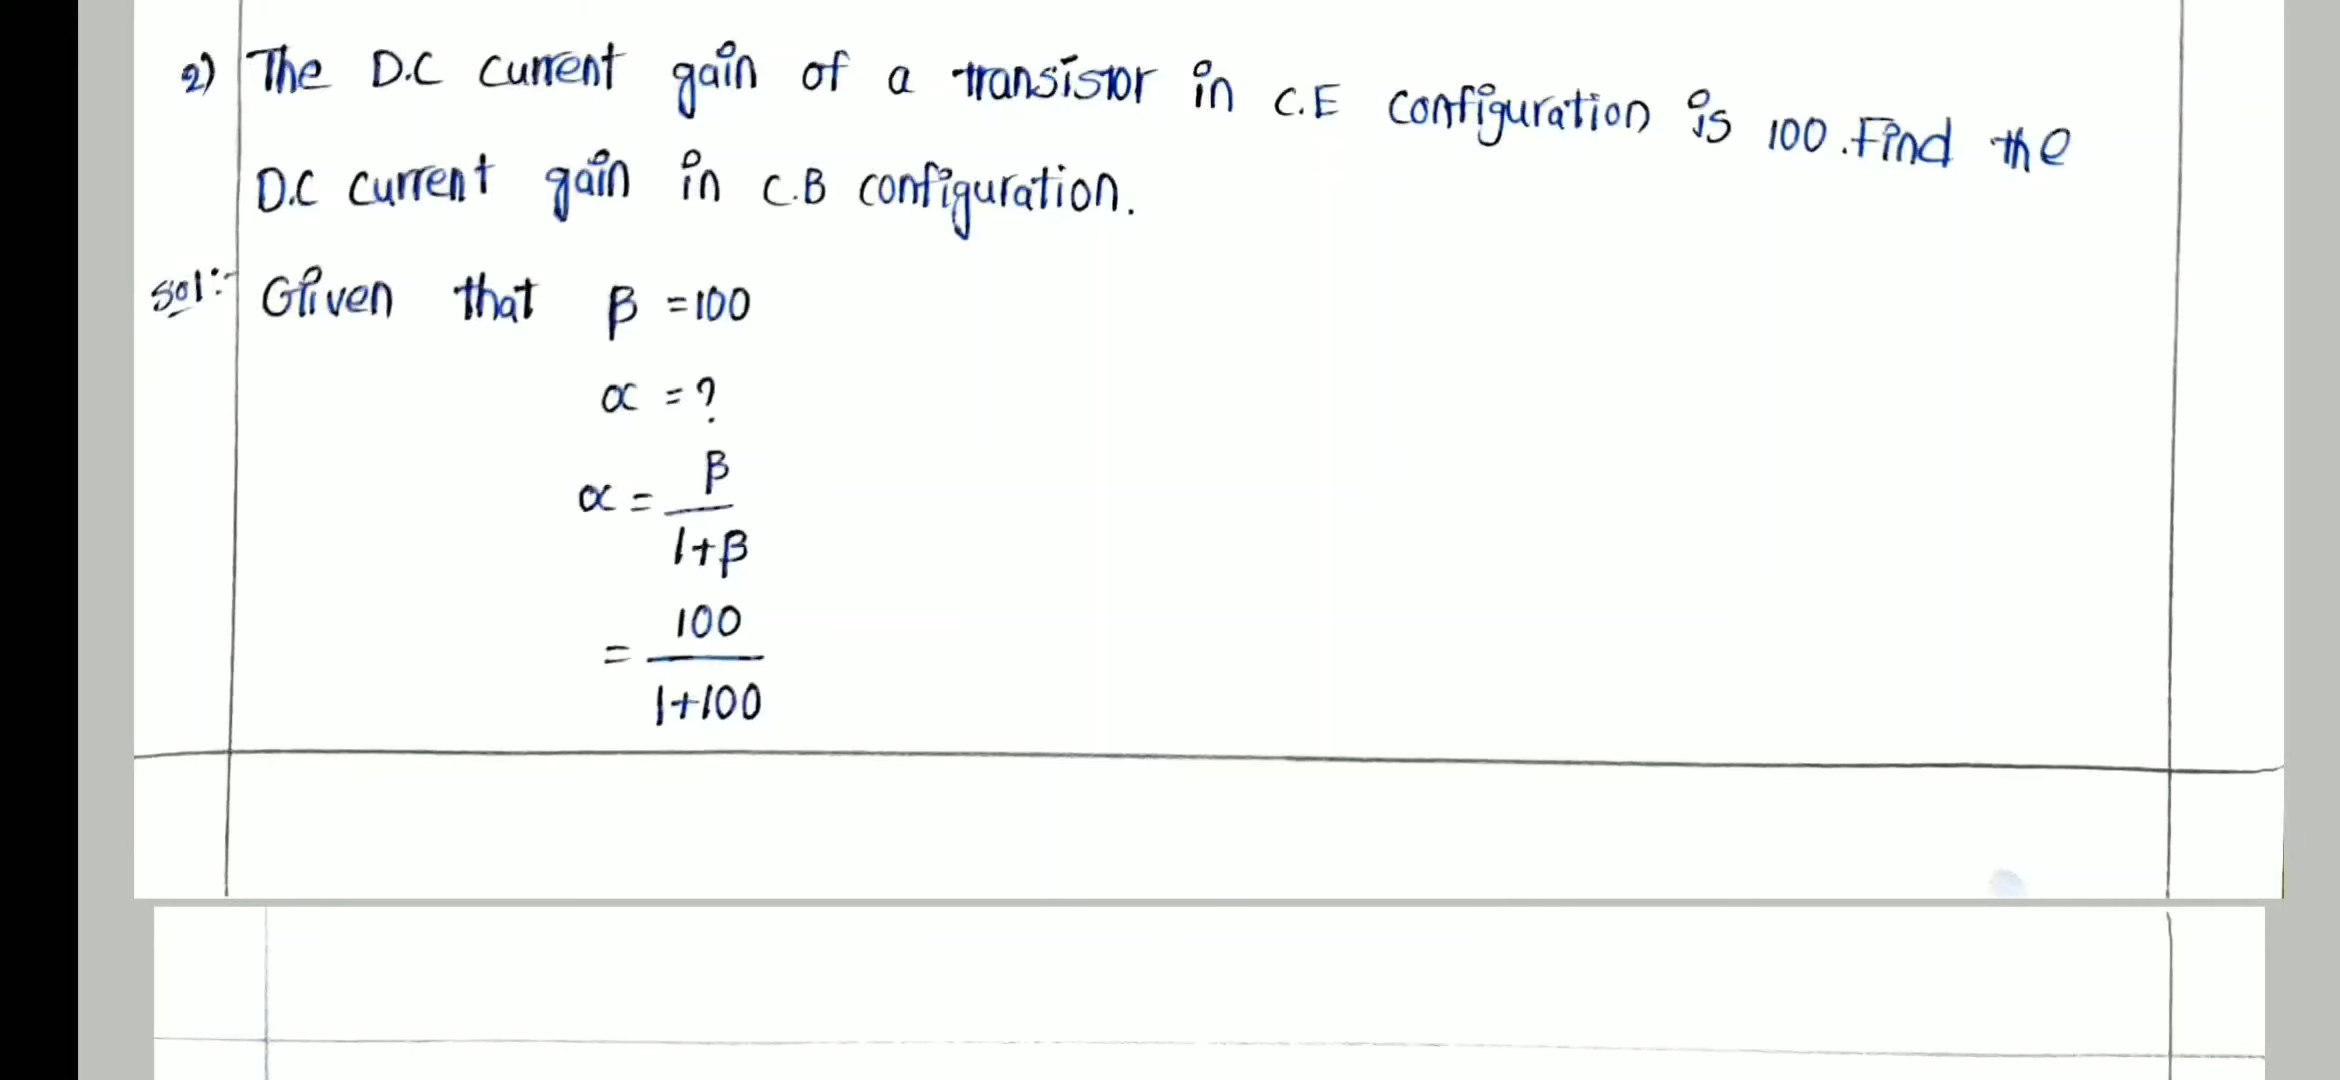 2) The D.C current gain of a transistor in C.E configuration is 100. Find the
D.C current gain in C.B configuration.
Sol:- Given that β = 100
α = ?
α = β
1+β
= 100
1+100